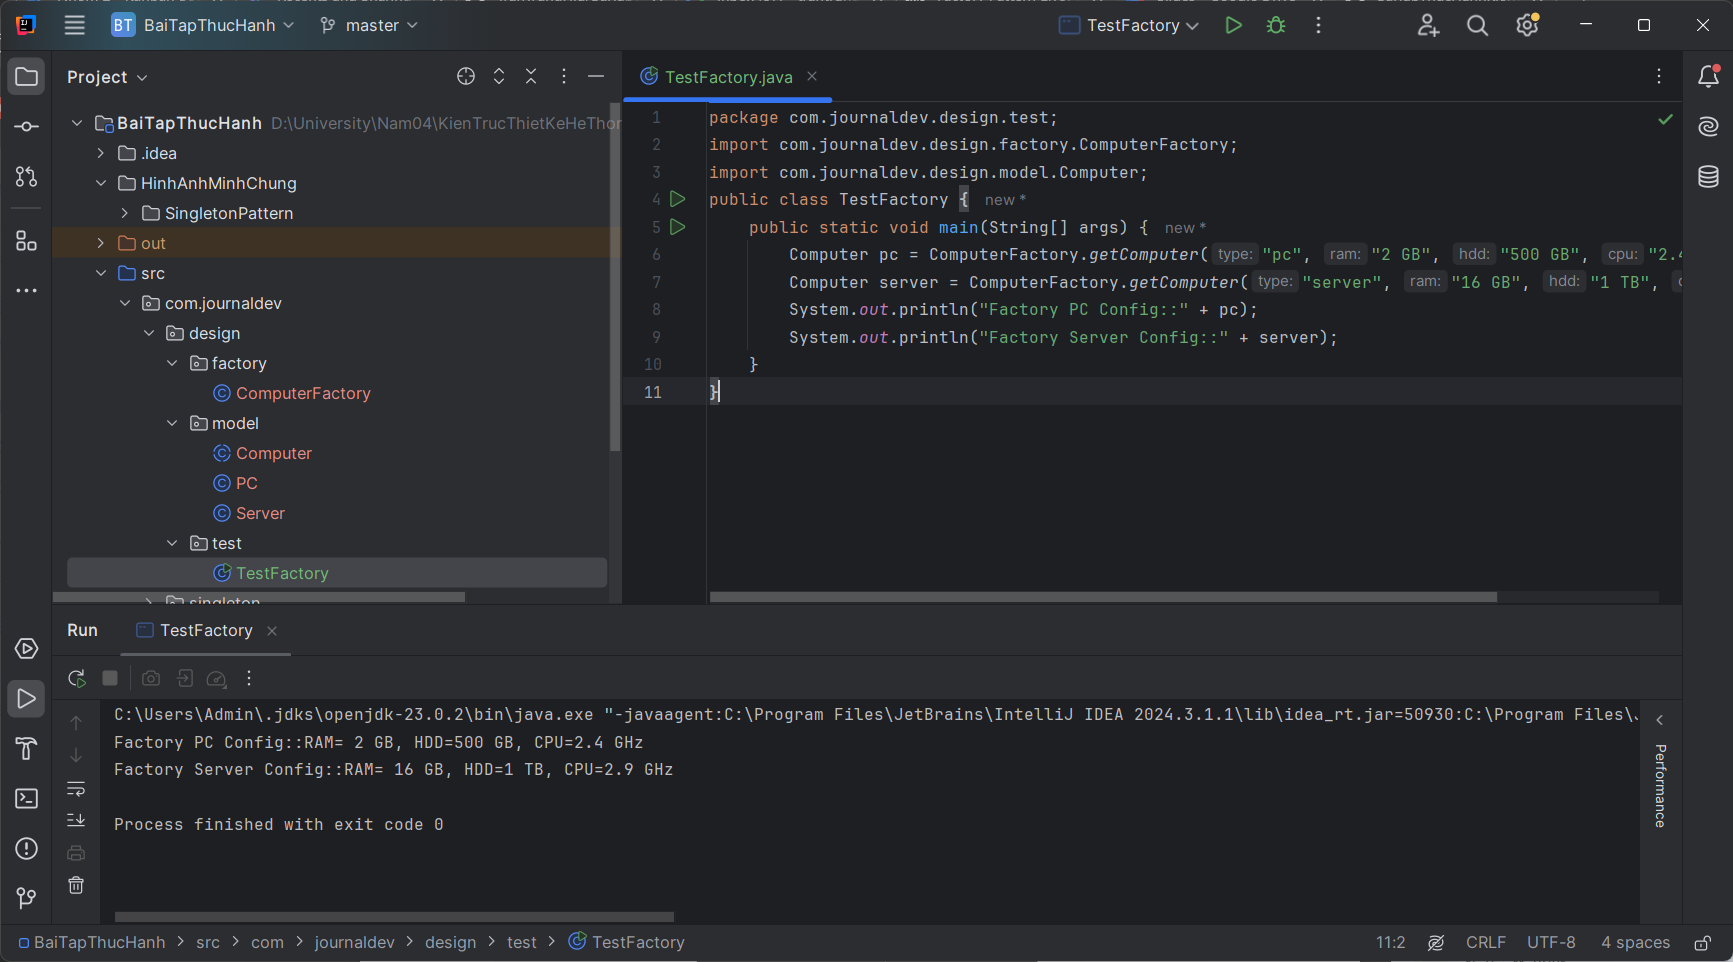 BT BaiTapThucHanh master TestFactory
Project
TestFactory.java
BaiTapThucHanh D:\University\Nam04\KienTrucThietKeHeThon
.idea
HinhAnhMinhChung
SingletonPattern
out
src
com.journaldev
design
factory
ComputerFactory
model
Computer
PC
Server
test
TestFactory
singleton
1 package com.journaldev.design.test;
2 import com.journaldev.design.factory.ComputerFactory;
3 import com.journaldev.design.model.Computer;
4 public class TestFactory { new *
5 public static void main(String[] args) { new *
6 Computer pc = ComputerFactory.getComputer( type: "pc", ram: "2 GB", hdd: "500 GB", cpu: "2.4
7 Computer server = ComputerFactory.getComputer( type: "server", ram: "16 GB", hdd: "1 TB",
8 System.out.println("Factory PC Config::" + pc);
9 System.out.println("Factory Server Config::" + server);
10 }
11 }
Run TestFactory
C:\Users\Admin\.jdks\openjdk-23.0.2\bin\java.exe "-javaagent:C:\Program Files\JetBrains\IntelliJ IDEA 2024.3.1.1\lib\idea_rt.jar=50930:C:\Program Files\
Factory PC Config::RAM= 2 GB, HDD=500 GB, CPU=2.4 GHz
Factory Server Config::RAM= 16 GB, HDD=1 TB, CPU=2.9 GHz
Process finished with exit code 0
Performance
BaiTapThucHanh > src > com > journaldev > design > test > TestFactory 11:2 CRLF UTF-8 4 spaces